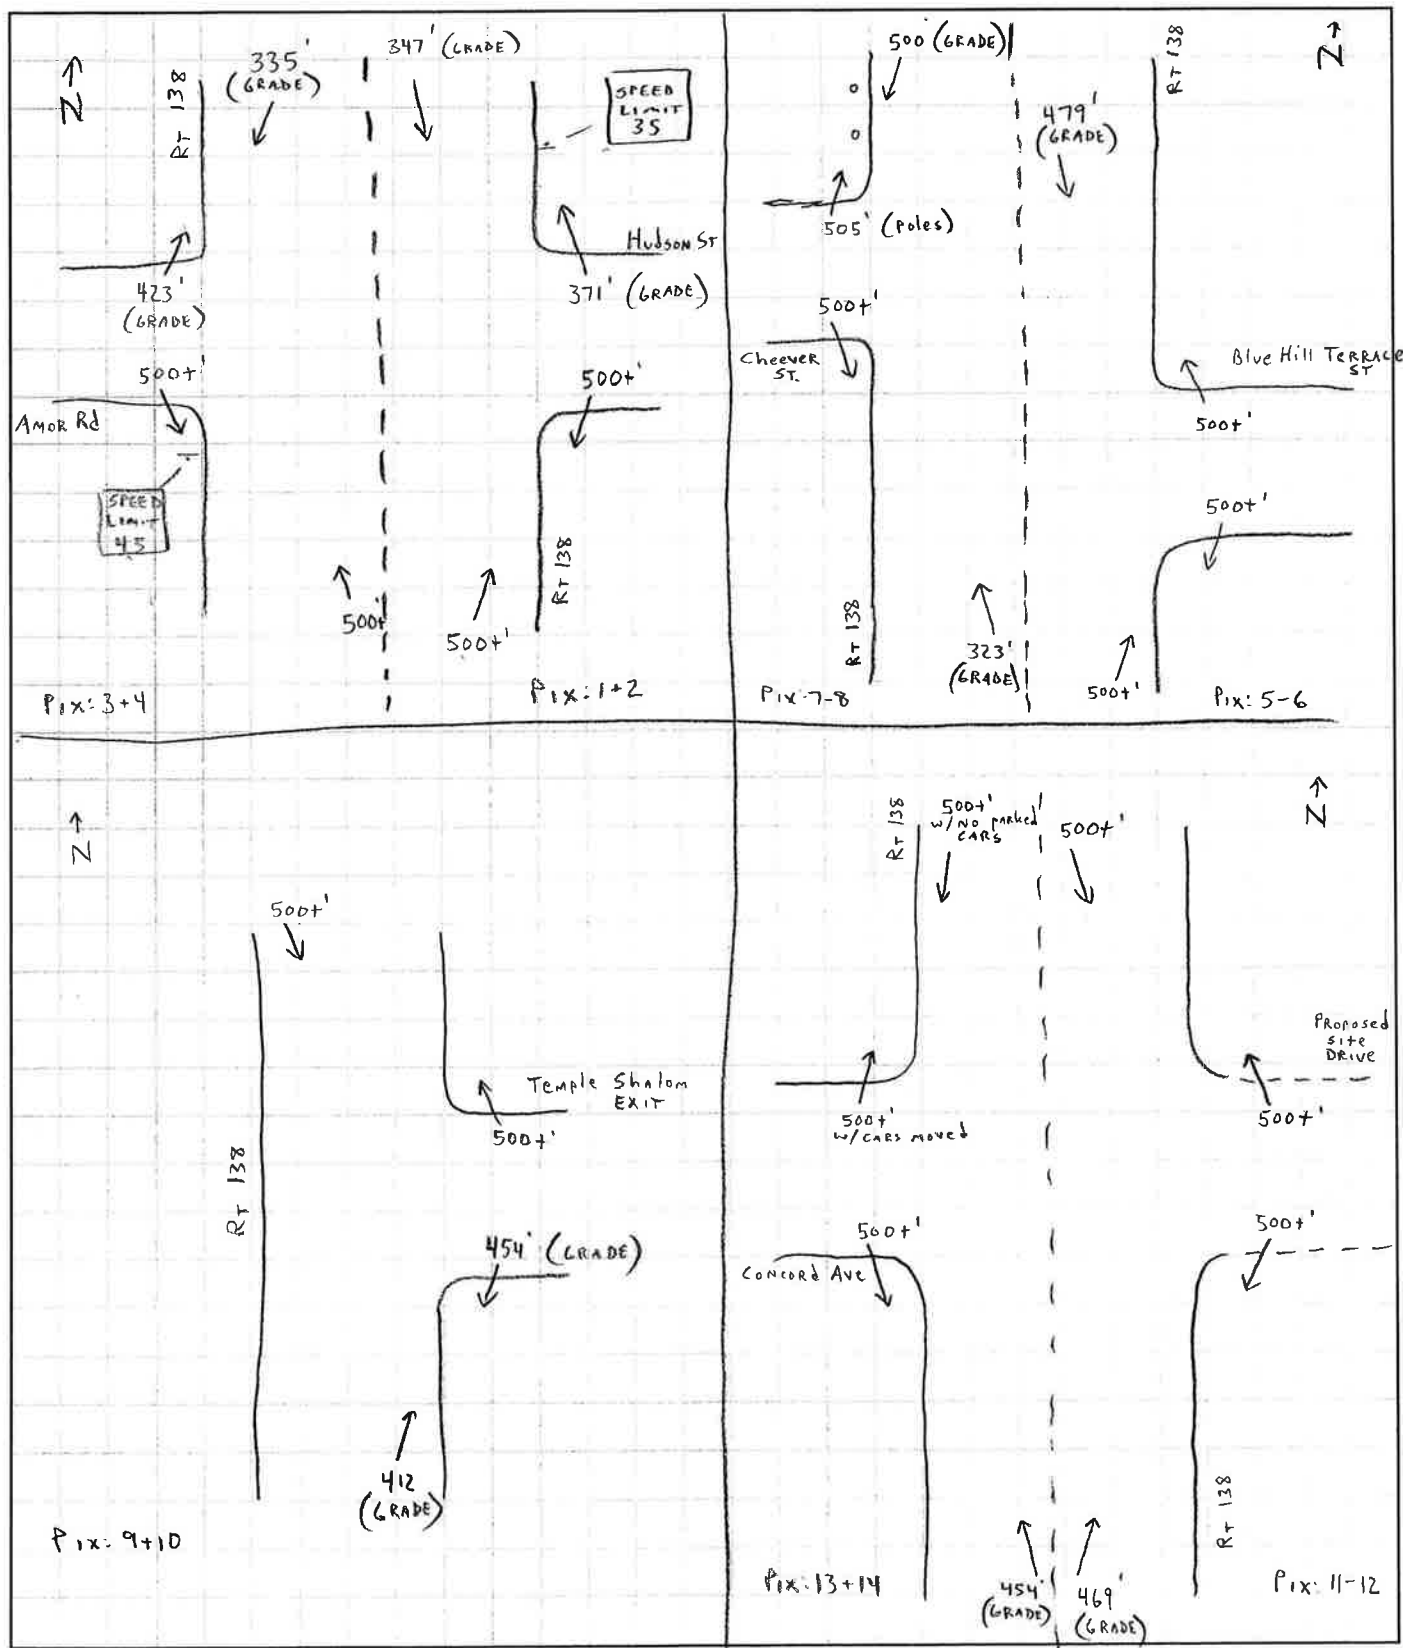 N
Rt 138
335'
(GRADE)
347' (GRADE)
SPEED
LIMIT
35
Hudson St
423'
(GRADE)
371' (GRADE)
500+'
500+'
Amor Rd
SPEED
LIMIT
45
Rt 138
500+'
500+'
Pix: 3+4
Pix: 1+2
500' (GRADE)
Rt 138
N
479'
(GRADE)
505' (Poles)
500+'
Cheever
ST.
Blue Hill Terrace
ST
500+'
500+'
Rt 138
323'
(GRADE)
500+'
Pix: 7-8
Pix: 5-6
N
500+'
Temple Shalom
EXIT
500+'
Rt 138
454' (GRADE)
412
(GRADE)
Pix: 9+10
Rt 138
500+'
w/ NO parked
CARS
500+'
N
Proposed
Site
DRIVE
500+'
w/ CARS moved
500+'
500+'
500+'
Concord Ave
Rt 138
454'
(GRADE)
469'
(GRADE)
Pix: 13+14
Pix: 11-12